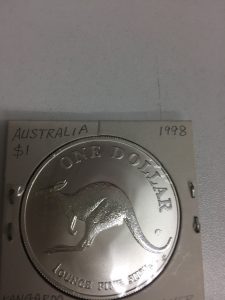 AUSTRALIA 1998
$1
ONE DOLLAR
1 OUNCE FINE SILVER